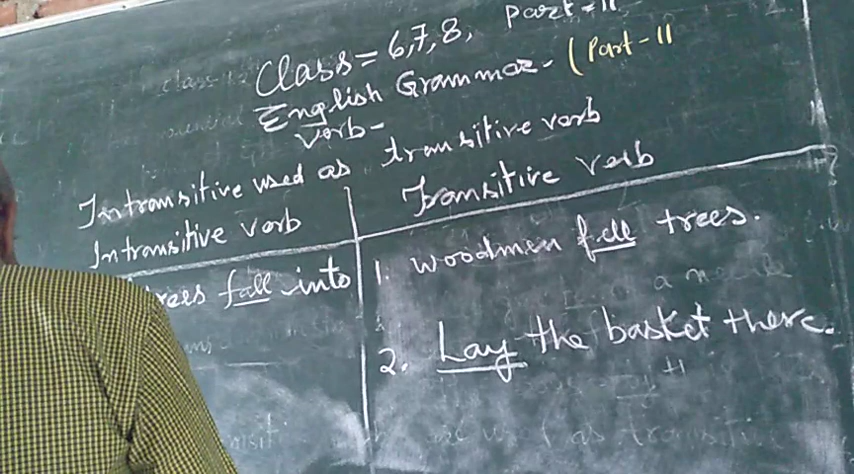 Class = 6,7,8, Part-II
English Grammar - (Part-II
Verb-
Intransitive used as transitive verb
Intransitive verb
Transitive verb
trees fall into
1. Woodmen fell trees.
2. Lay the basket there.